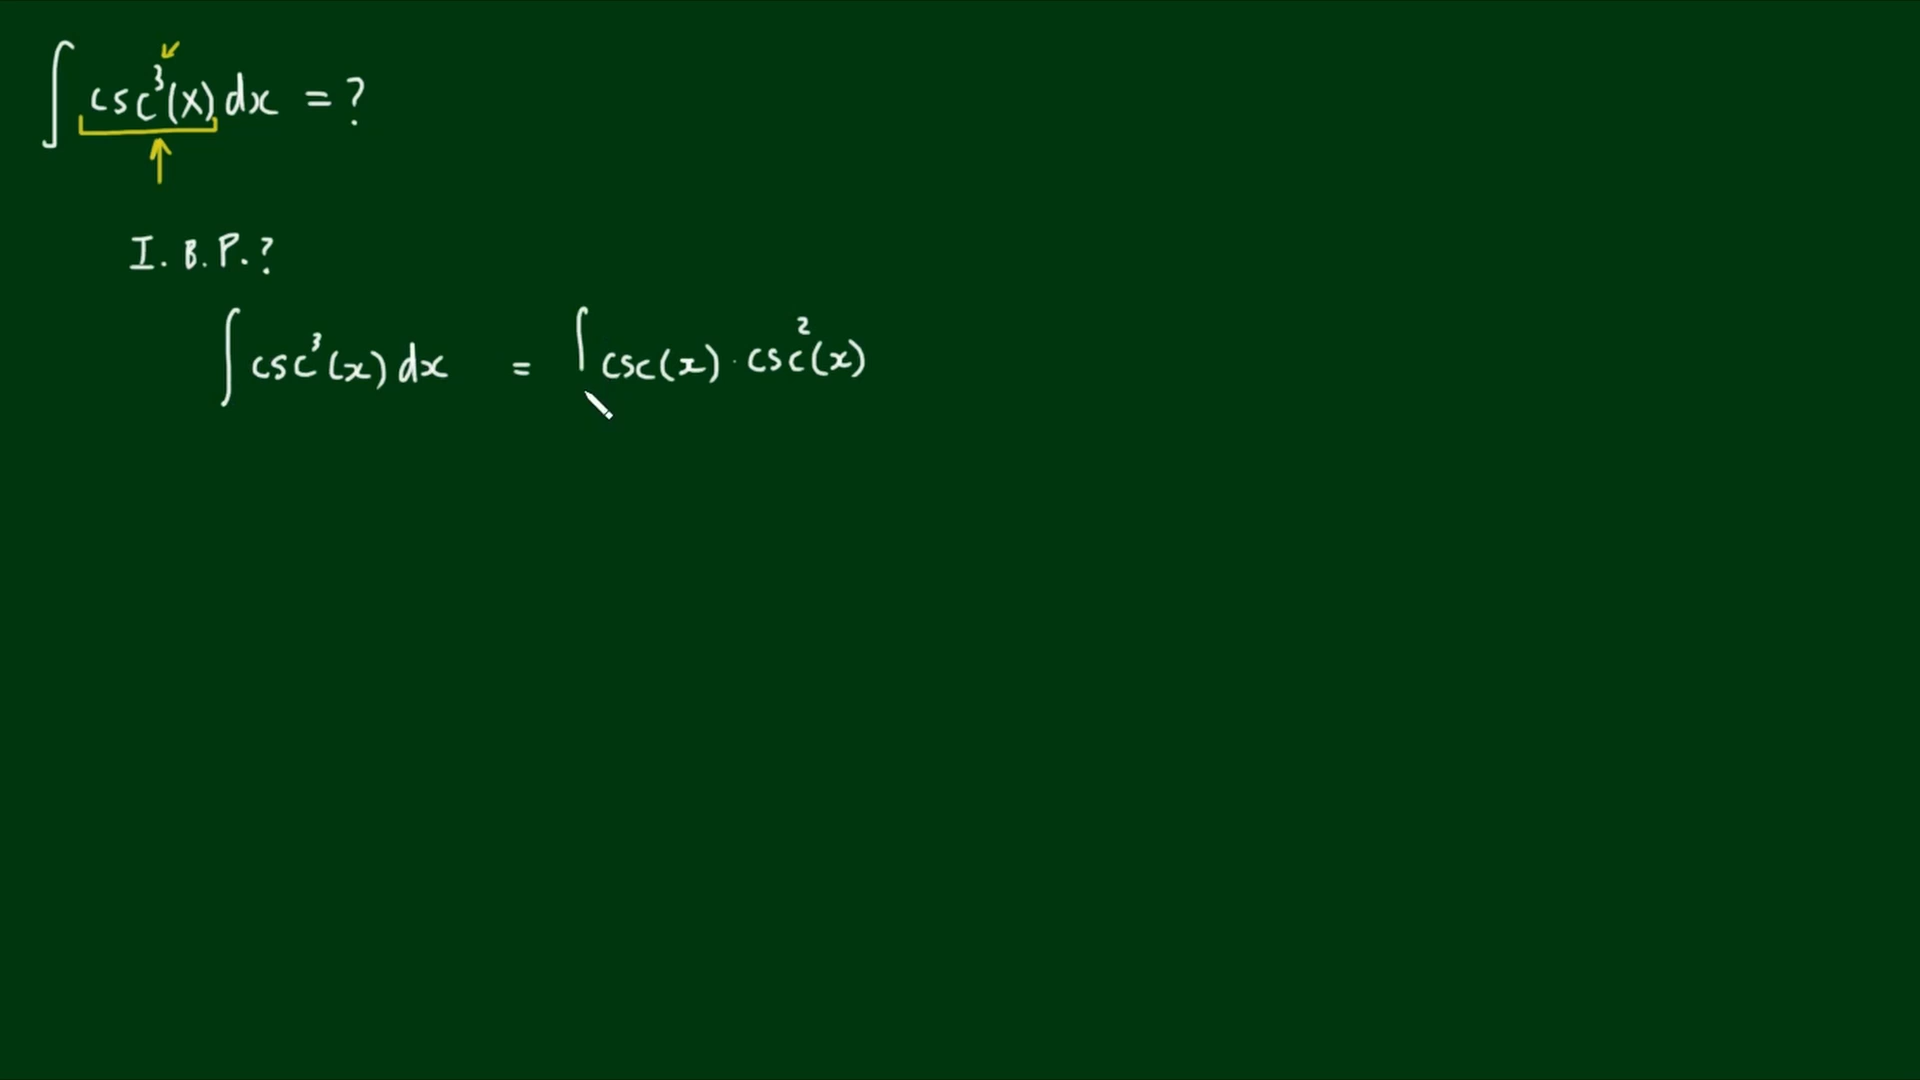 ∫ csc³(x) dx = ?
I. B. P. ?
∫ csc³(x) dx = ∫ csc(x) · csc²(x)